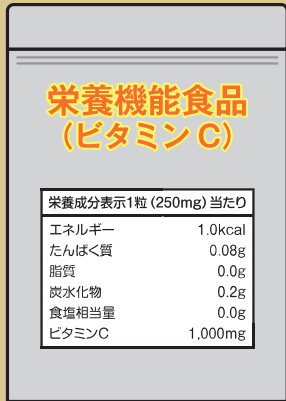 栄養機能食品
(ビタミンC)
栄養成分表示1粒(250mg)当たり
エネルギー 1.0kcal
たんぱく質 0.08g
脂質 0.0g
炭水化物 0.2g
食塩相当量 0.0g
ビタミンC 1,000mg